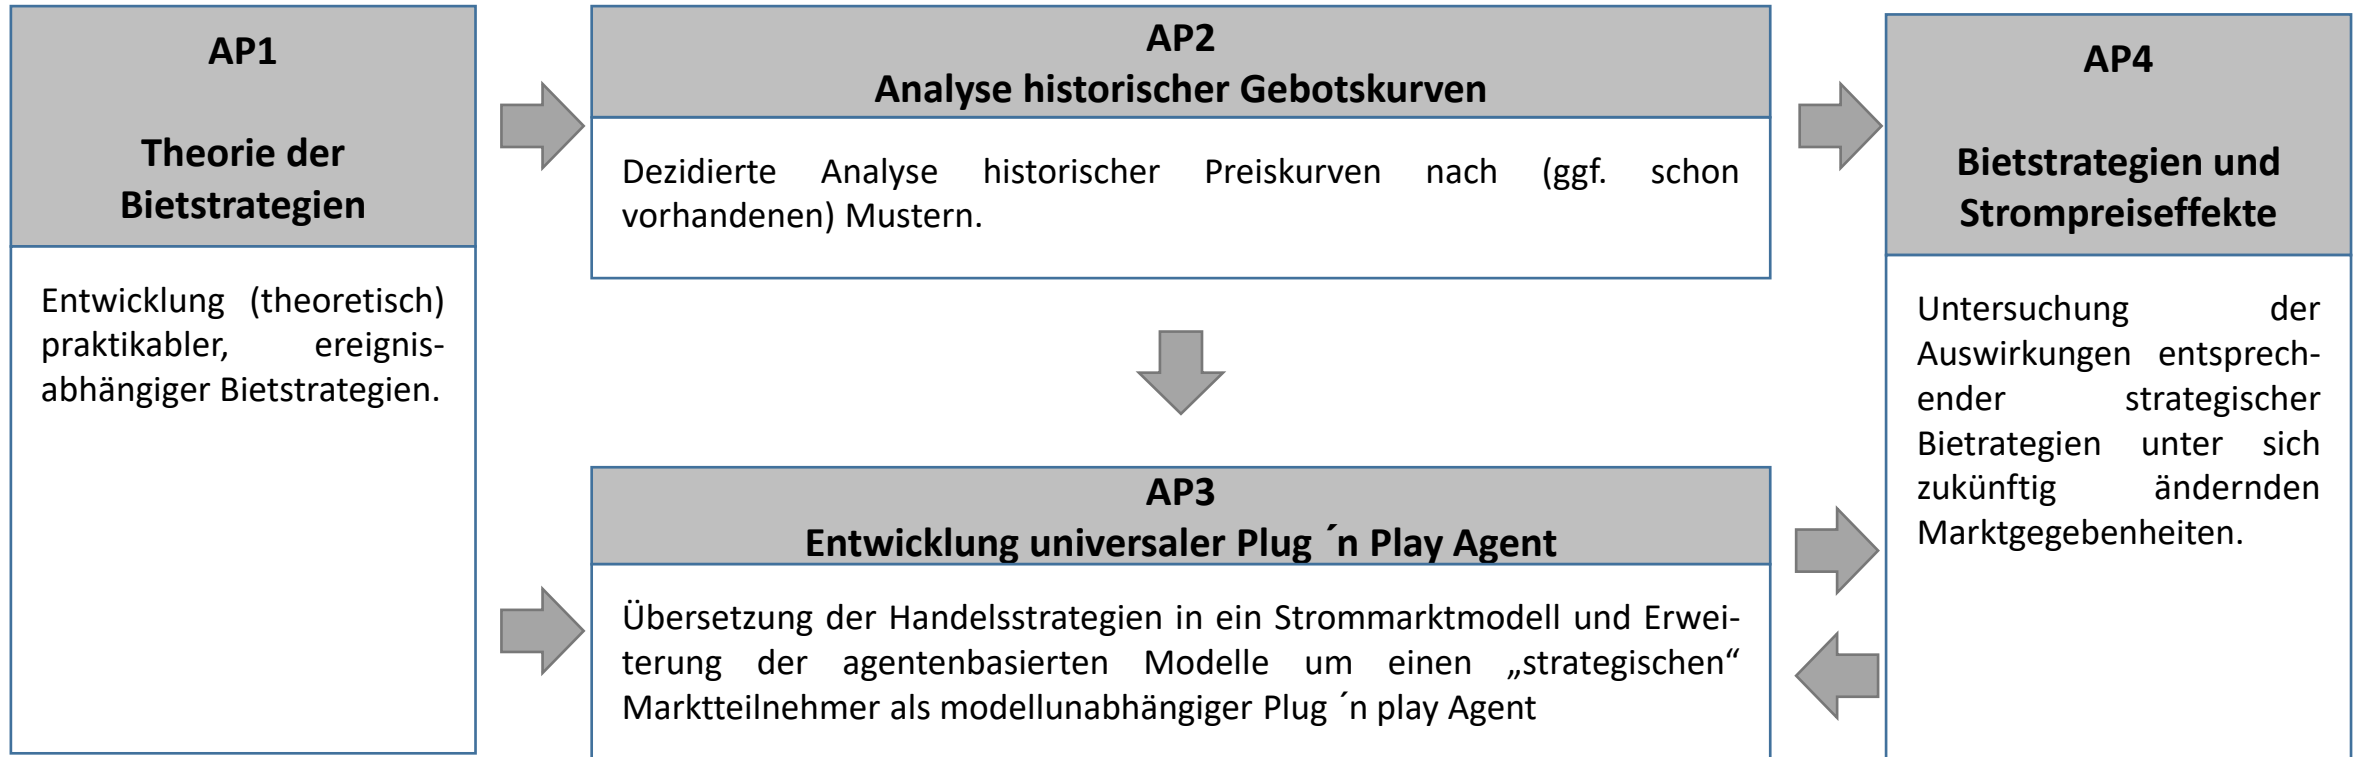 AP1
Theorie der
Bietstrategien
Entwicklung (theoretisch)
praktikabler, ereignis-
abhängiger Bietstrategien.
AP2
Analyse historischer Gebotskurven
Dezidierte Analyse historischer Preiskurven nach (ggf. schon
vorhandenen) Mustern.
AP3
Entwicklung universaler Plug ´n Play Agent
Übersetzung der Handelsstrategien in ein Strommarktmodell und Erwei-
terung der agentenbasierten Modelle um einen „strategischen“
Marktteilnehmer als modellunabhängiger Plug ´n play Agent
AP4
Bietstrategien und
Strompreiseffekte
Untersuchung der
Auswirkungen entsprech-
ender strategischer
Bietrategien unter sich
zukünftig ändernden
Marktgegebenheiten.